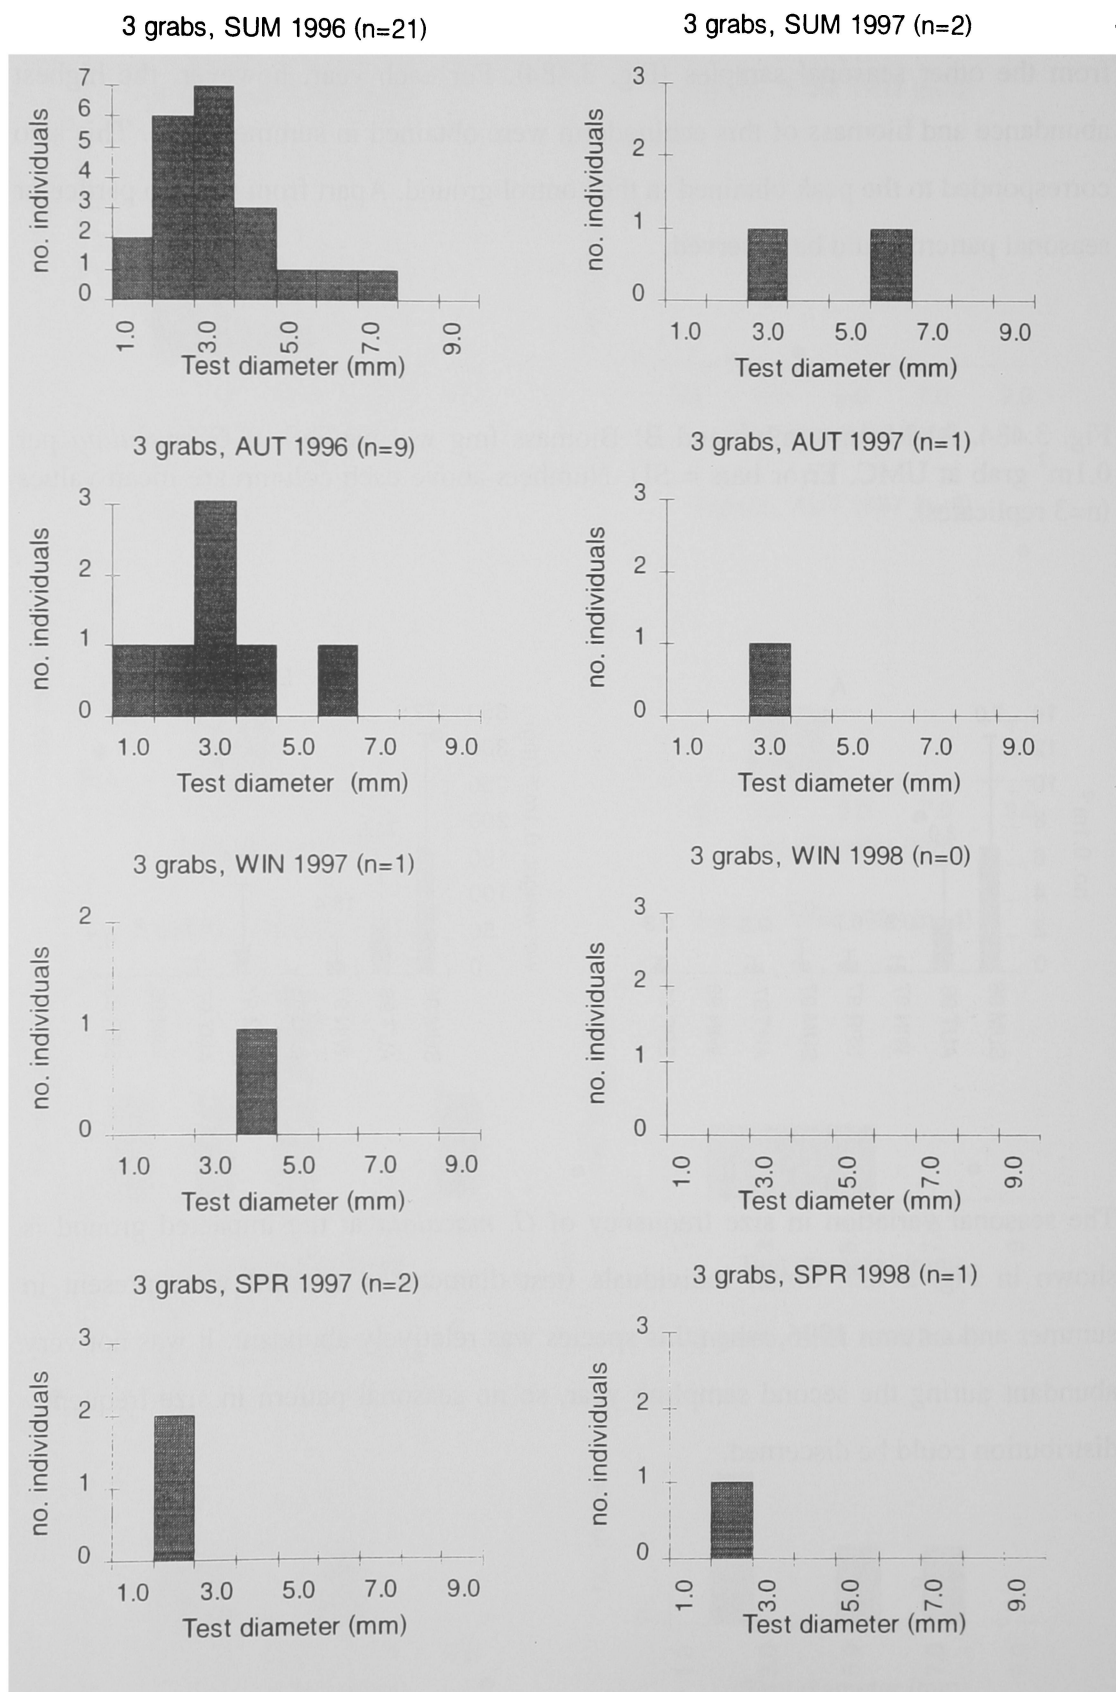 3 grabs, SUM 1996 (n=21)
no. individuals
7
6
5
4
3
2
1
0
1.0 3.0 5.0 7.0 9.0
Test diameter (mm)
3 grabs, SUM 1997 (n=2)
no. individuals
3
2
1
0
1.0 3.0 5.0 7.0 9.0
Test diameter (mm)
3 grabs, AUT 1996 (n=9)
no. individuals
3
2
1
0
1.0 3.0 5.0 7.0 9.0
Test diameter (mm)
3 grabs, AUT 1997 (n=1)
no. individuals
3
2
1
0
1.0 3.0 5.0 7.0 9.0
Test diameter (mm)
3 grabs, WIN 1997 (n=1)
no. individuals
2
1
0
1.0 3.0 5.0 7.0 9.0
Test diameter (mm)
3 grabs, WIN 1998 (n=0)
no. individuals
3
2
1
0
1.0 3.0 5.0 7.0 9.0
Test diameter (mm)
3 grabs, SPR 1997 (n=2)
no. individuals
3
2
1
0
1.0 3.0 5.0 7.0 9.0
Test diameter (mm)
3 grabs, SPR 1998 (n=1)
no. individuals
3
2
1
0
1.0 3.0 5.0 7.0 9.0
Test diameter (mm)